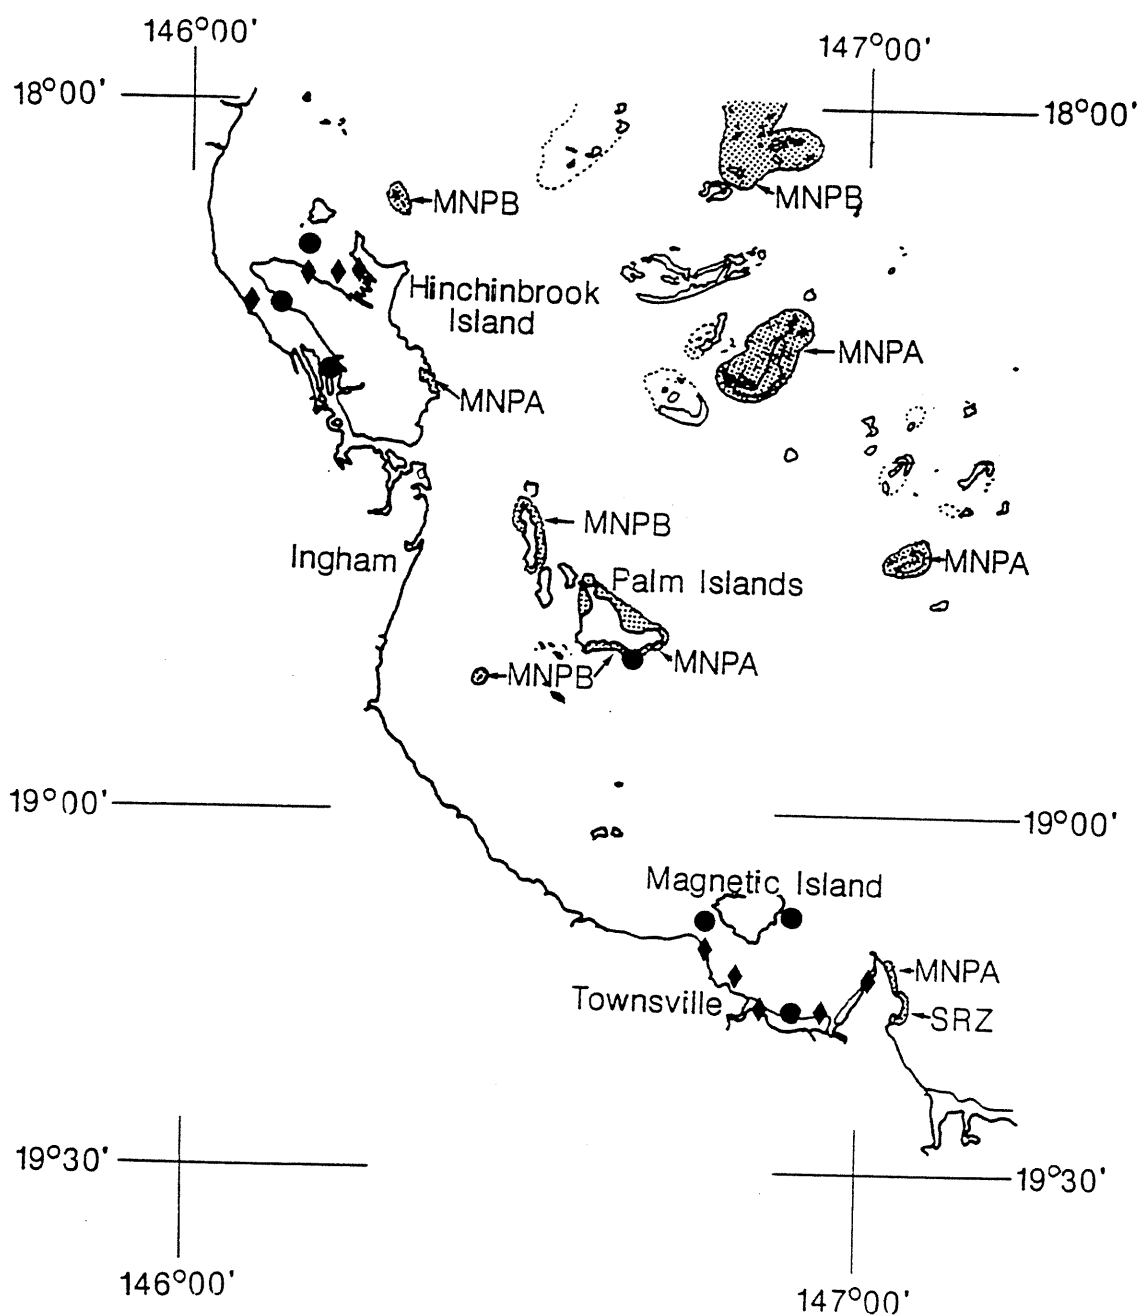 146°00'
147°00'
18°00'
18°00'
MNPB
MNPB
Hinchinbrook
Island
MNPA
MNPA
MNPB
Ingham
MNPA
Palm Islands
MNPB
MNPA
19°00'
19°00'
Magnetic Island
MNPA
Townsville
SRZ
19°30'
19°30'
146°00'
147°00'